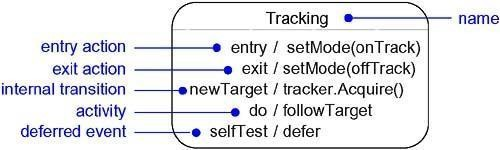 Tracking name
entry action entry / setMode(onTrack)
exit action exit / setMode(offTrack)
internal transition newTarget / tracker.Acquire()
activity do / followTarget
deferred event selfTest / defer